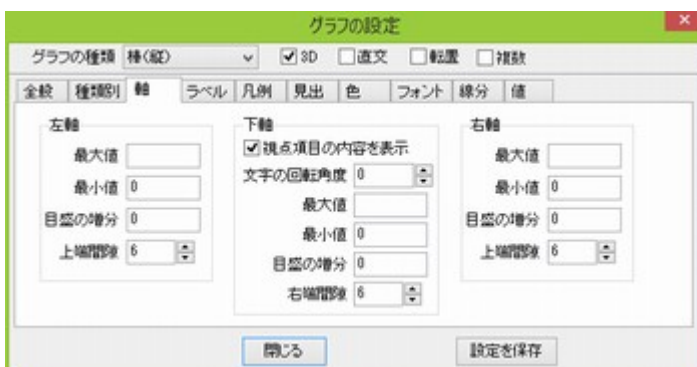 グラフの設定
グラフの種類 棒(縦) 3D 直交 転置 複数
全般 種類別 軸 ラベル 凡例 見出 色 フォント 線分 値
左軸
最大値
最小値 0
目盛の増分 0
上端間隙 6
下軸
視点項目の内容を表示
文字の回転角度 0
最大値
最小値 0
目盛の増分 0
右端間隙 6
右軸
最大値
最小値 0
目盛の増分 0
上端間隙 6
閉じる 設定を保存